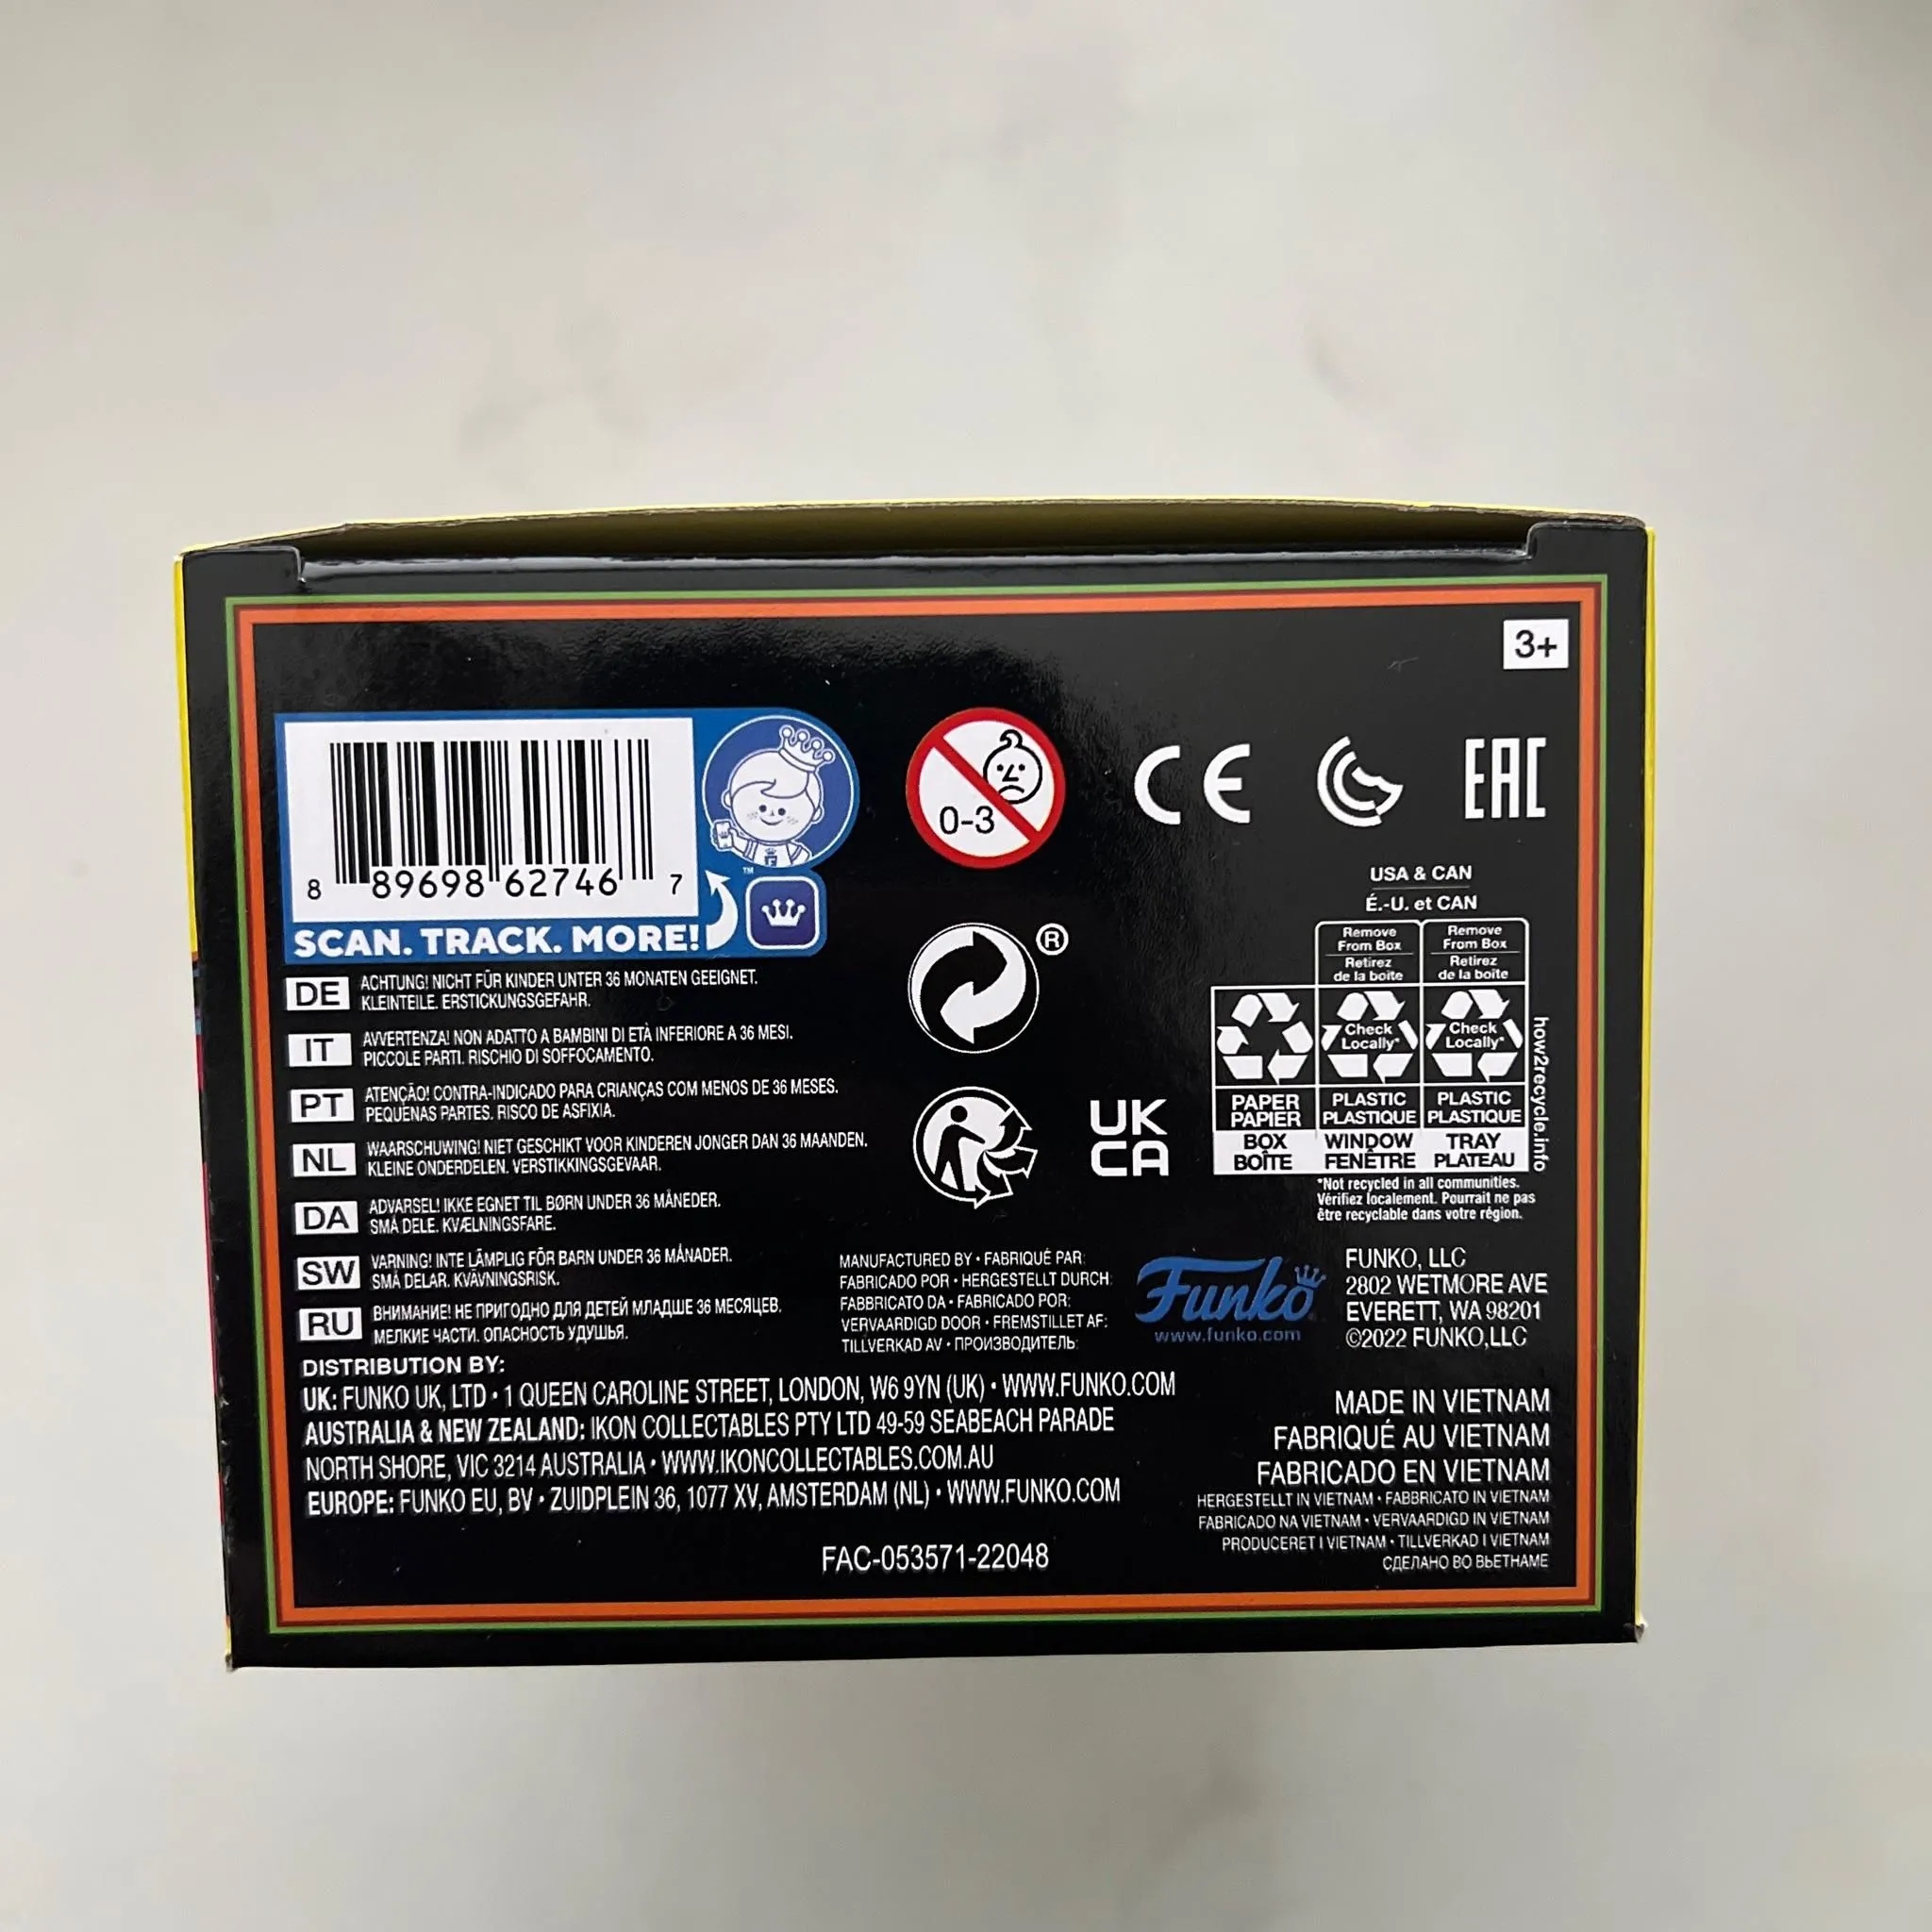 3+
8 89698 62746 7
™
SCAN. TRACK. MORE!
0-3
CE
EAC
DE ACHTUNG! NICHT FÜR KINDER UNTER 36 MONATEN GEEIGNET.
KLEINTEILE. ERSTICKUNGSGEFAHR.
IT AVVERTENZA! NON ADATTO A BAMBINI DI ETÀ INFERIORE A 36 MESI.
PICCOLE PARTI. RISCHIO DI SOFFOCAMENTO.
PT ATENÇÃO! CONTRA-INDICADO PARA CRIANÇAS COM MENOS DE 36 MESES.
PEQUENAS PARTES. RISCO DE ASFIXIA.
NL WAARSCHUWING! NIET GESCHIKT VOOR KINDEREN JONGER DAN 36 MAANDEN.
KLEINE ONDERDELEN. VERSTIKKINGSGEVAAR.
DA ADVARSEL! IKKE EGNET TIL BØRN UNDER 36 MÅNEDER.
SMÅ DELE. KVÆLNINGSFARE.
SW VARNING! INTE LÄMPLIG FÖR BARN UNDER 36 MÅNADER.
SMÅ DELAR. KVÄVNINGSRISK.
RU ВНИМАНИЕ! НЕ ПРИГОДНО ДЛЯ ДЕТЕЙ МЛАДШЕ 36 МЕСЯЦЕВ.
МЕЛКИЕ ЧАСТИ. ОПАСНОСТЬ УДУШЬЯ.
®
UK
CA
USA & CAN
É.-U. et CAN
Remove
From Box
Retirez
de la boîte
Remove
From Box
Retirez
de la boîte
Check
Locally*
Check
Locally*
PAPER
PAPIER
BOX
BOÎTE
PLASTIC
PLASTIQUE
WINDOW
FENÊTRE
PLASTIC
PLASTIQUE
TRAY
PLATEAU
how2recycle.info
*Not recycled in all communities.
Vérifiez localement. Pourrait ne pas
être recyclable dans votre région.
MANUFACTURED BY • FABRIQUÉ PAR:
FABRICADO POR • HERGESTELLT DURCH:
FABBRICATO DA • FABRICADO POR:
VERVAARDIGD DOOR • FREMSTILLET AF:
TILLVERKAD AV • ПРОИЗВОДИТЕЛЬ:
Funko
www.funko.com
FUNKO, LLC
2802 WETMORE AVE
EVERETT, WA 98201
©2022 FUNKO,LLC
DISTRIBUTION BY:
UK: FUNKO UK, LTD • 1 QUEEN CAROLINE STREET, LONDON, W6 9YN (UK) • WWW.FUNKO.COM
AUSTRALIA & NEW ZEALAND: IKON COLLECTABLES PTY LTD 49-59 SEABEACH PARADE
NORTH SHORE, VIC 3214 AUSTRALIA • WWW.IKONCOLLECTABLES.COM.AU
EUROPE: FUNKO EU, BV • ZUIDPLEIN 36, 1077 XV, AMSTERDAM (NL) • WWW.FUNKO.COM
MADE IN VIETNAM
FABRIQUÉ AU VIETNAM
FABRICADO EN VIETNAM
HERGESTELLT IN VIETNAM • FABBRICATO IN VIETNAM
FABRICADO NA VIETNAM • VERVAARDIGD IN VIETNAM
PRODUCERET I VIETNAM • TILLVERKAD I VIETNAM
СДЕЛАНО ВО ВЬЕТНАМЕ
FAC-053571-22048